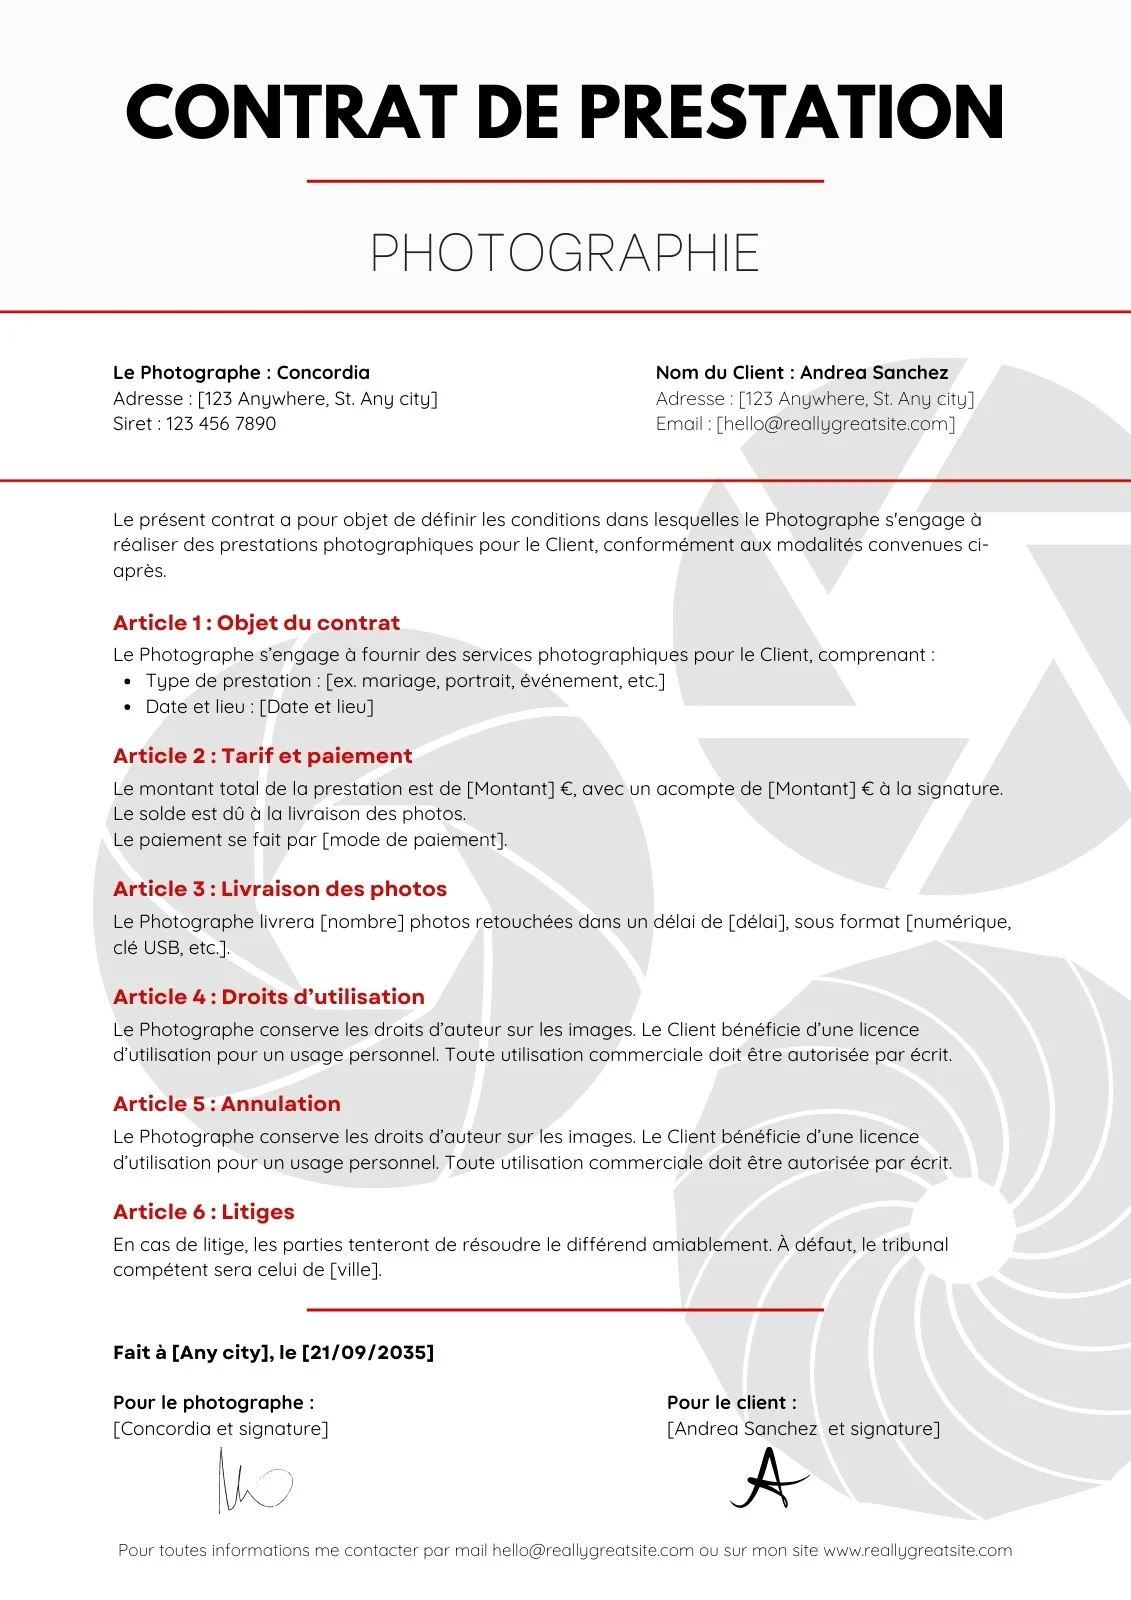 CONTRAT DE PRESTATION
PHOTOGRAPHIE
Le Photographe : Concordia
Adresse : [123 Anywhere, St. Any city]
Siret : 123 456 7890
Nom du Client : Andrea Sanchez
Adresse : [123 Anywhere, St. Any city]
Email : [hello@reallygreatsite.com]
Le présent contrat a pour objet de définir les conditions dans lesquelles le Photographe s'engage à
réaliser des prestations photographiques pour le Client, conformément aux modalités convenues ci-
après.
Article 1 : Objet du contrat
Le Photographe s’engage à fournir des services photographiques pour le Client, comprenant :
• Type de prestation : [ex. mariage, portrait, événement, etc.]
• Date et lieu : [Date et lieu]
Article 2 : Tarif et paiement
Le montant total de la prestation est de [Montant] €, avec un acompte de [Montant] € à la signature.
Le solde est dû à la livraison des photos.
Le paiement se fait par [mode de paiement].
Article 3 : Livraison des photos
Le Photographe livrera [nombre] photos retouchées dans un délai de [délai], sous format [numérique,
clé USB, etc.].
Article 4 : Droits d’utilisation
Le Photographe conserve les droits d’auteur sur les images. Le Client bénéficie d’une licence
d’utilisation pour un usage personnel. Toute utilisation commerciale doit être autorisée par écrit.
Article 5 : Annulation
Le Photographe conserve les droits d’auteur sur les images. Le Client bénéficie d’une licence
d’utilisation pour un usage personnel. Toute utilisation commerciale doit être autorisée par écrit.
Article 6 : Litiges
En cas de litige, les parties tenteront de résoudre le différend amiablement. À défaut, le tribunal
compétent sera celui de [ville].
Fait à [Any city], le [21/09/2035]
Pour le photographe :
[Concordia et signature]
Pour le client :
[Andrea Sanchez et signature]
Pour toutes informations me contacter par mail hello@reallygreatsite.com ou sur mon site www.reallygreatsite.com